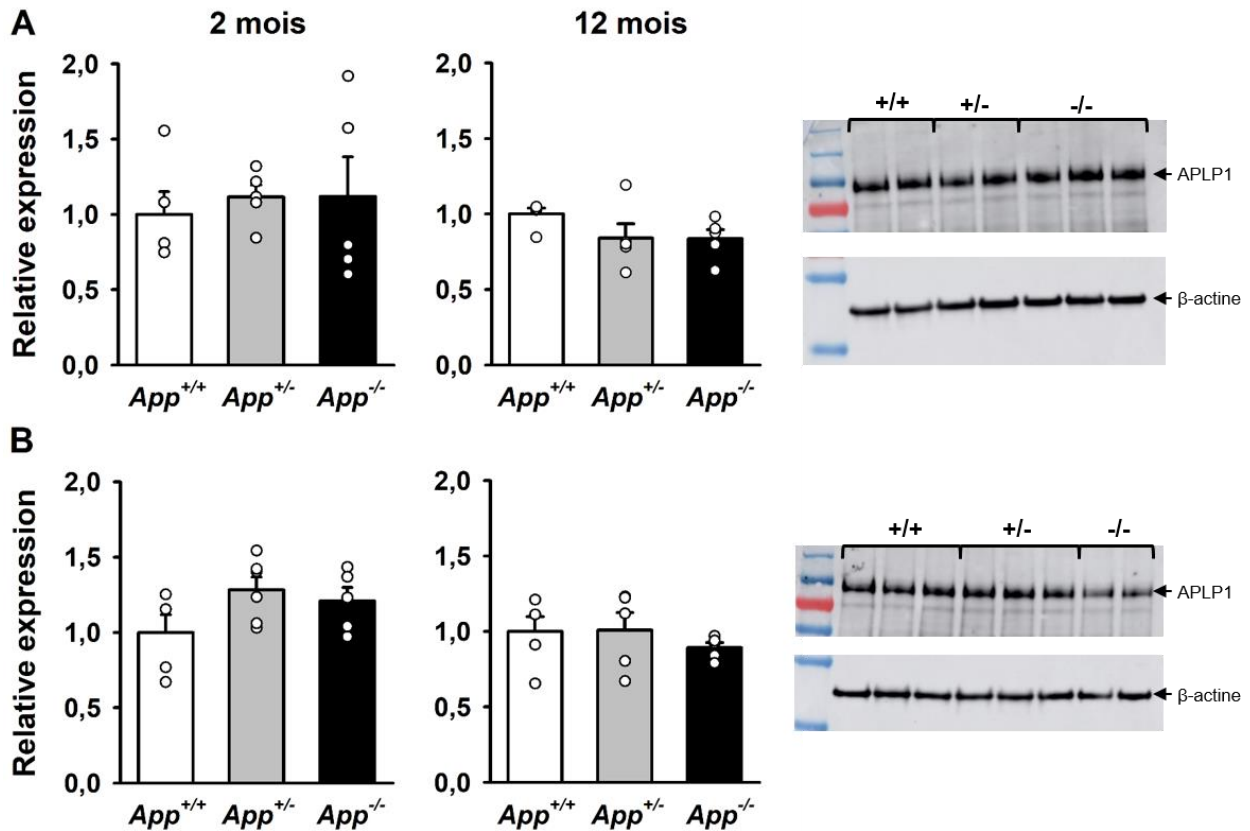 A
2 mois
12 mois
Relative expression
2,0
1,5
1,0
0,5
0,0
App+/+
App+/-
App-/-
2,0
1,5
1,0
0,5
0,0
App+/+
App+/-
App-/-
+/+
+/-
-/-
APLP1
β-actine
B
Relative expression
2,0
1,5
1,0
0,5
0,0
App+/+
App+/-
App-/-
2,0
1,5
1,0
0,5
0,0
App+/+
App+/-
App-/-
+/+
+/-
-/-
APLP1
β-actine